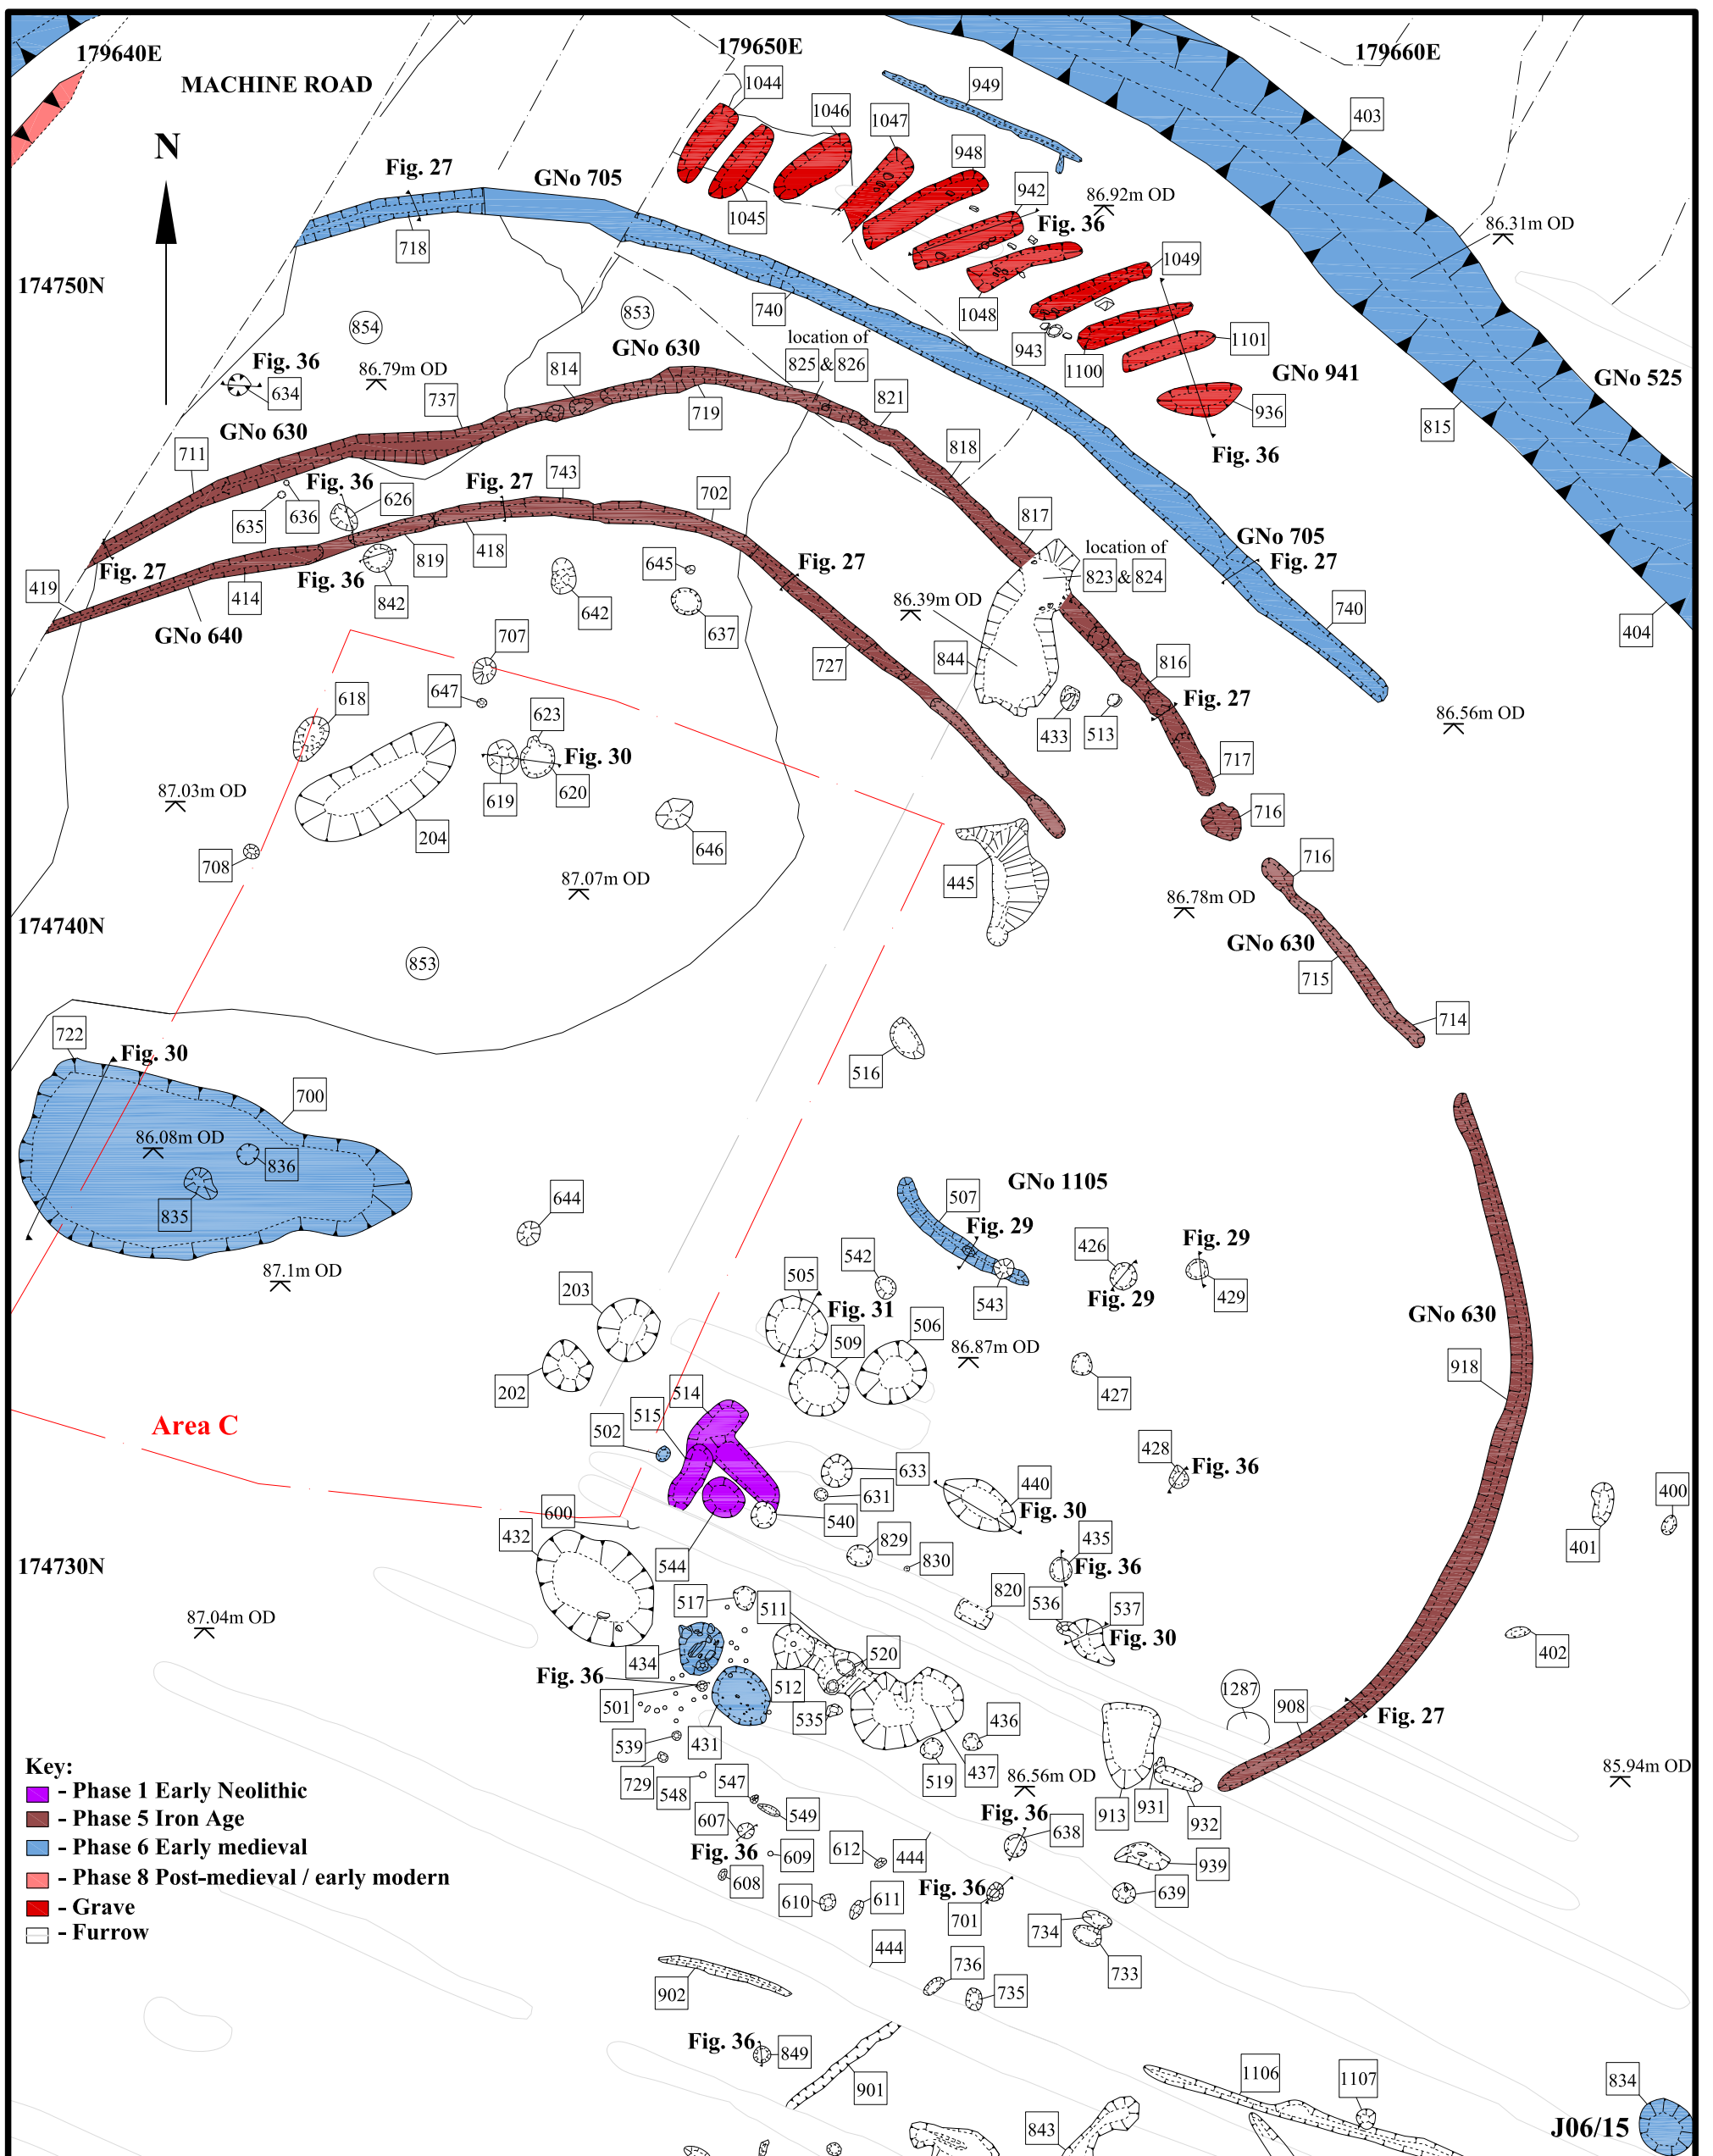 179640E
179650E
179660E
MACHINE ROAD
1044
949
403
1046
1047
N
Fig. 27
GNo 705
948
942
86.92m OD
Fig. 36
1045
86.31m OD
718
1049
174750N
740
1048
854
853
location of
825 & 826
943
1100
1101
GNo 941
GNo 630
Fig. 36
634
86.79m OD
814
GNo 525
737
719
821
936
815
GNo 630
711
818
Fig. 36
Fig. 36
Fig. 27
743
702
626
635
636
817
GNo 705
Fig. 27
location of
823 & 824
419
Fig. 27
414
Fig. 36
819
418
645
Fig. 27
842
642
637
86.39m OD
740
404
GNo 640
707
727
844
816
647
618
623
433
513
Fig. 27
86.56m OD
Fig. 30
717
87.03m OD
619
620
204
646
716
708
716
87.07m OD
445
86.78m OD
174740N
GNo 630
853
715
714
722
Fig. 30
516
700
86.08m OD
836
835
GNo 1105
507
644
Fig. 29
426
Fig. 29
542
87.1m OD
505
203
Fig. 31
543
Fig. 29
429
GNo 630
509
506
86.87m OD
918
202
514
427
515
502
Area C
428
Fig. 36
633
440
631
400
600
540
Fig. 30
432
435
401
829
174730N
544
830
Fig. 36
820
517
511
536
537
87.04m OD
Fig. 30
402
434
520
Fig. 36
512
1287
501
535
908
436
Fig. 27
539
431
Key:
519
437
85.94m OD
729
548
547
86.56m OD
- Phase 1 Early Neolithic
549
913
931
932
607
Fig. 36
638
- Phase 5 Iron Age
- Phase 6 Early medieval
Fig. 36
609
612
444
939
- Phase 8 Post-medieval / early modern
608
610
611
Fig. 36
639
- Grave
701
734
- Furrow
444
733
736
902
735
Fig. 36
849
901
1106
1107
834
843
J06/15